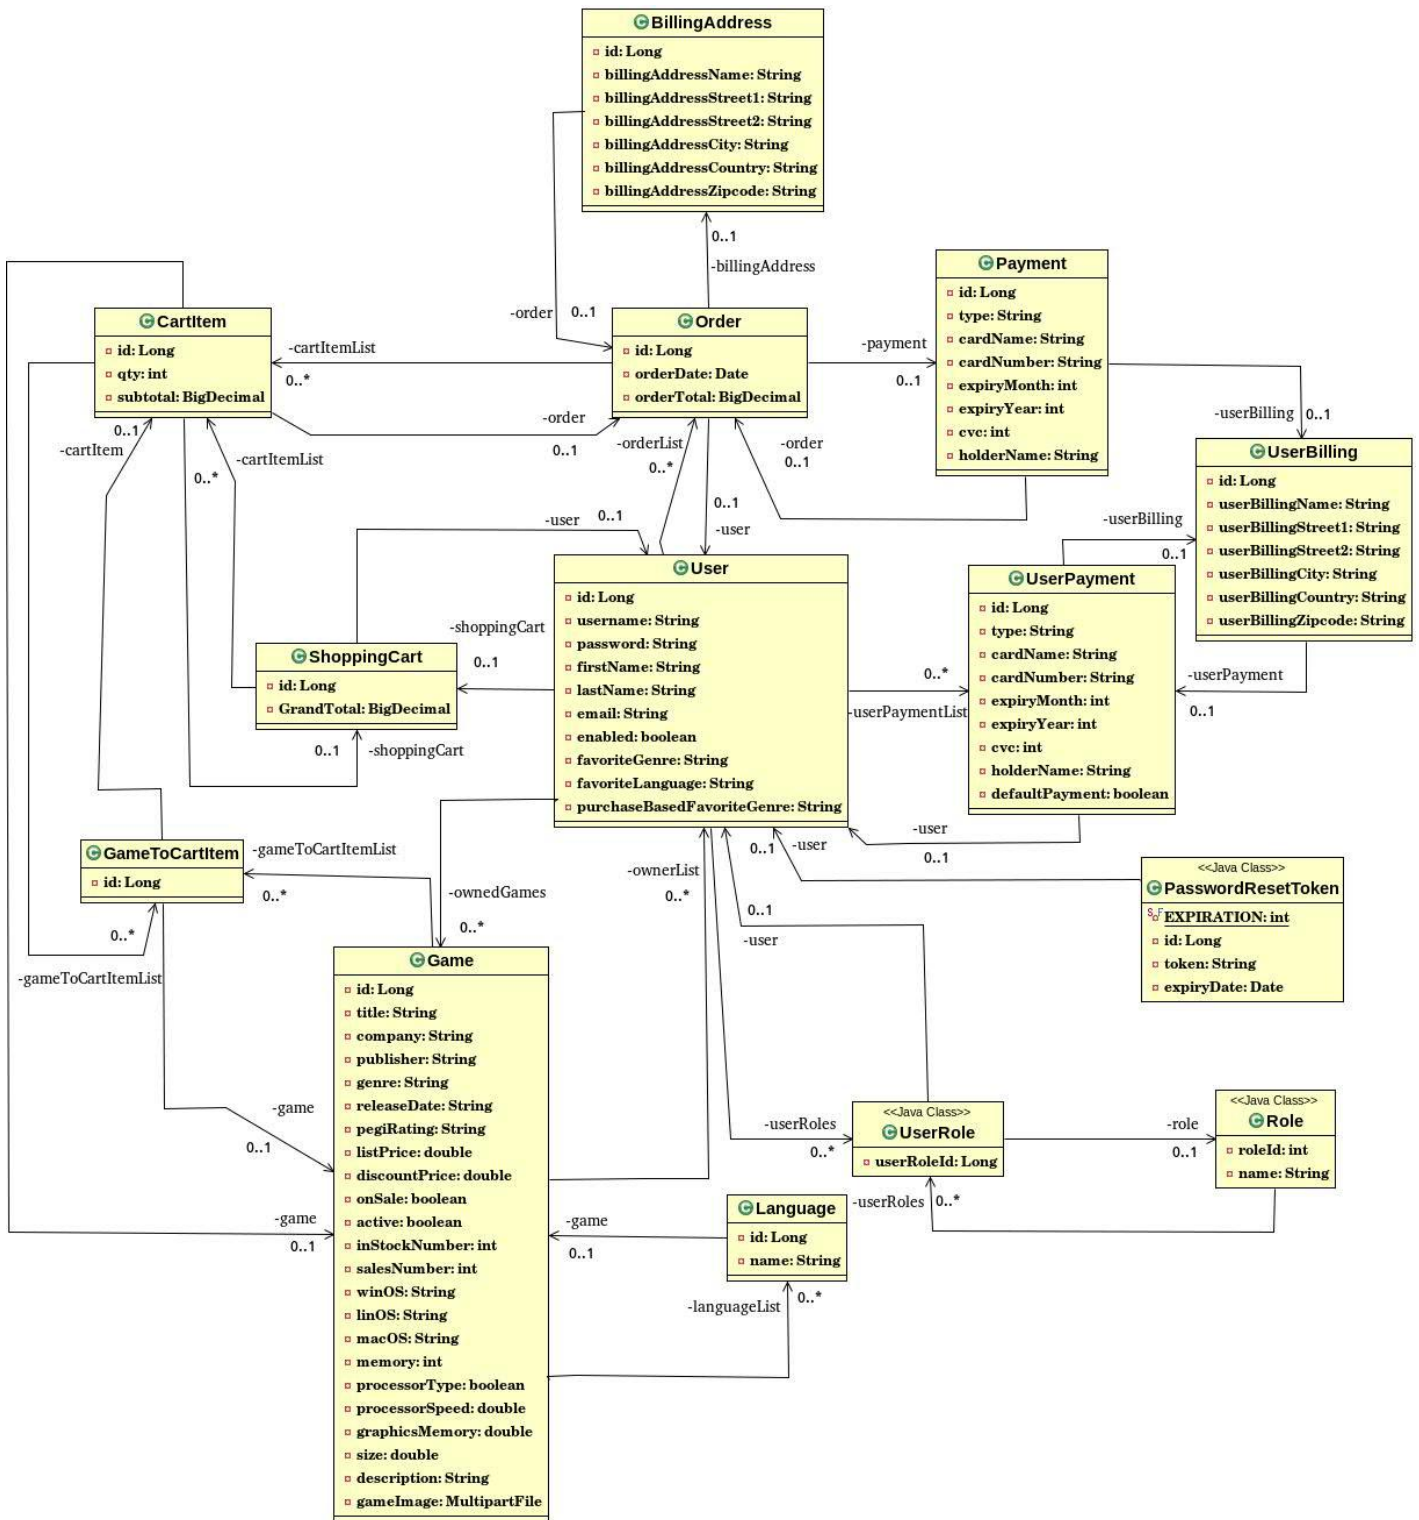 BillingAddress
id: Long
billingAddressName: String
billingAddressStreet1: String
billingAddressStreet2: String
billingAddressCity: String
billingAddressCountry: String
billingAddressZipcode: String
0..1
-billingAddress
-order
0..1
CartItem
id: Long
qty: int
subtotal: BigDecimal
-cartItemList
0..*
Order
id: Long
orderDate: Date
orderTotal: BigDecimal
-payment
0..1
Payment
id: Long
type: String
cardName: String
cardNumber: String
expiryMonth: int
expiryYear: int
cvc: int
holderName: String
-userBilling
0..1
-order
0..1
-orderList
0..*
-order
0..1
0..1
-cartItem
-cartItemList
0..*
0..1
-user
UserBilling
id: Long
userBillingName: String
userBillingStreet1: String
userBillingStreet2: String
userBillingCity: String
userBillingCountry: String
userBillingZipcode: String
-userBilling
0..1
-user
0..1
User
id: Long
username: String
password: String
firstName: String
lastName: String
email: String
enabled: boolean
favoriteGenre: String
favoriteLanguage: String
purchaseBasedFavoriteGenre: String
UserPayment
id: Long
type: String
cardName: String
cardNumber: String
expiryMonth: int
expiryYear: int
cvc: int
holderName: String
defaultPayment: boolean
-shoppingCart
0..1
ShoppingCart
id: Long
GrandTotal: BigDecimal
0..1
-shoppingCart
0..*
-userPaymentList
-userPayment
0..1
-user
0..1
0..1
-user
GameToCartItem
id: Long
-gameToCartItemList
0..*
-ownedGames
0..*
-ownerList
0..*
0..*
-gameToCartItemList
0..1
-user
<<Java Class>>
PasswordResetToken
S F
EXPIRATION: int
id: Long
token: String
expiryDate: Date
Game
id: Long
title: String
company: String
publisher: String
genre: String
releaseDate: String
pegiRating: String
listPrice: double
discountPrice: double
onSale: boolean
active: boolean
inStockNumber: int
salesNumber: int
winOS: String
linOS: String
macOS: String
memory: int
processorType: boolean
processorSpeed: double
graphicsMemory: double
size: double
description: String
gameImage: MultipartFile
-game
0..1
-game
0..1
-userRoles
0..*
<<Java Class>>
UserRole
userRoleId: Long
-role
0..1
<<Java Class>>
Role
roleId: int
name: String
-userRoles
0..*
Language
id: Long
name: String
-game
0..1
-languageList
0..*